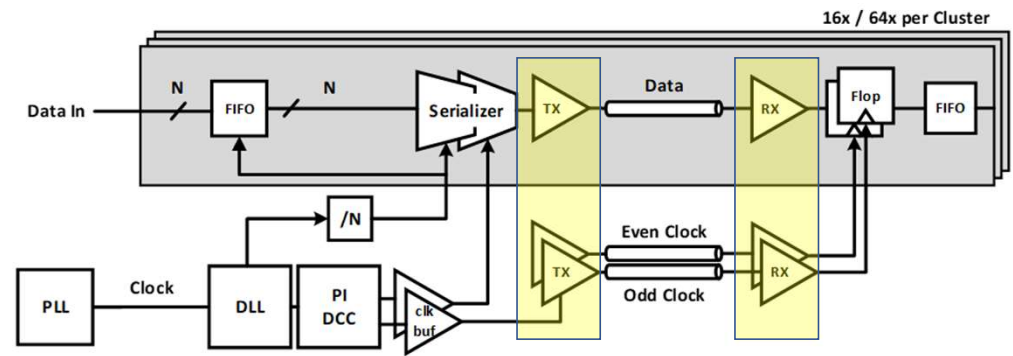 16x / 64x per Cluster
N
N
Data In
FIFO
Serializer
TX
Data
RX
Flop
FIFO
/N
Even Clock
TX
RX
Odd Clock
PLL
Clock
DLL
PI
DCC
clk
buf